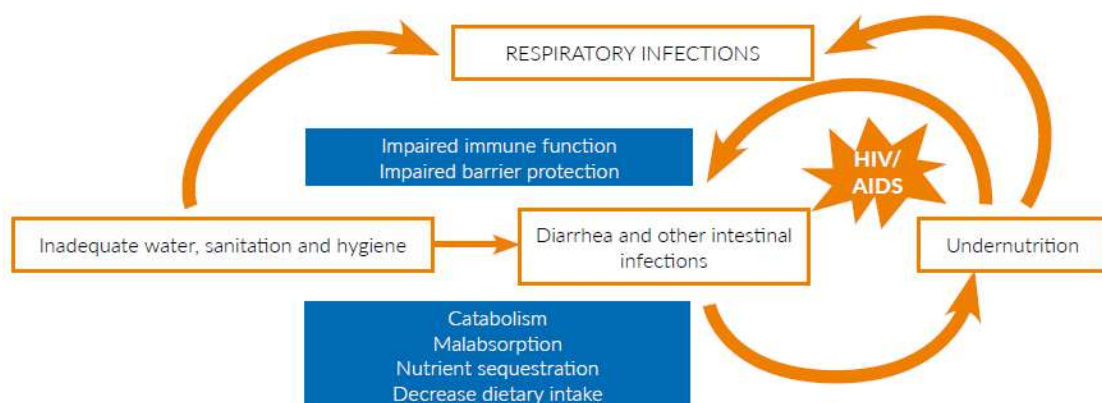 RESPIRATORY INFECTIONS
Impaired immune function
Impaired barrier protection
HIV/
AIDS
Inadequate water, sanitation and hygiene
Diarrhea and other intestinal
infections
Undernutrition
Catabolism
Malabsorption
Nutrient sequestration
Decrease dietary intake